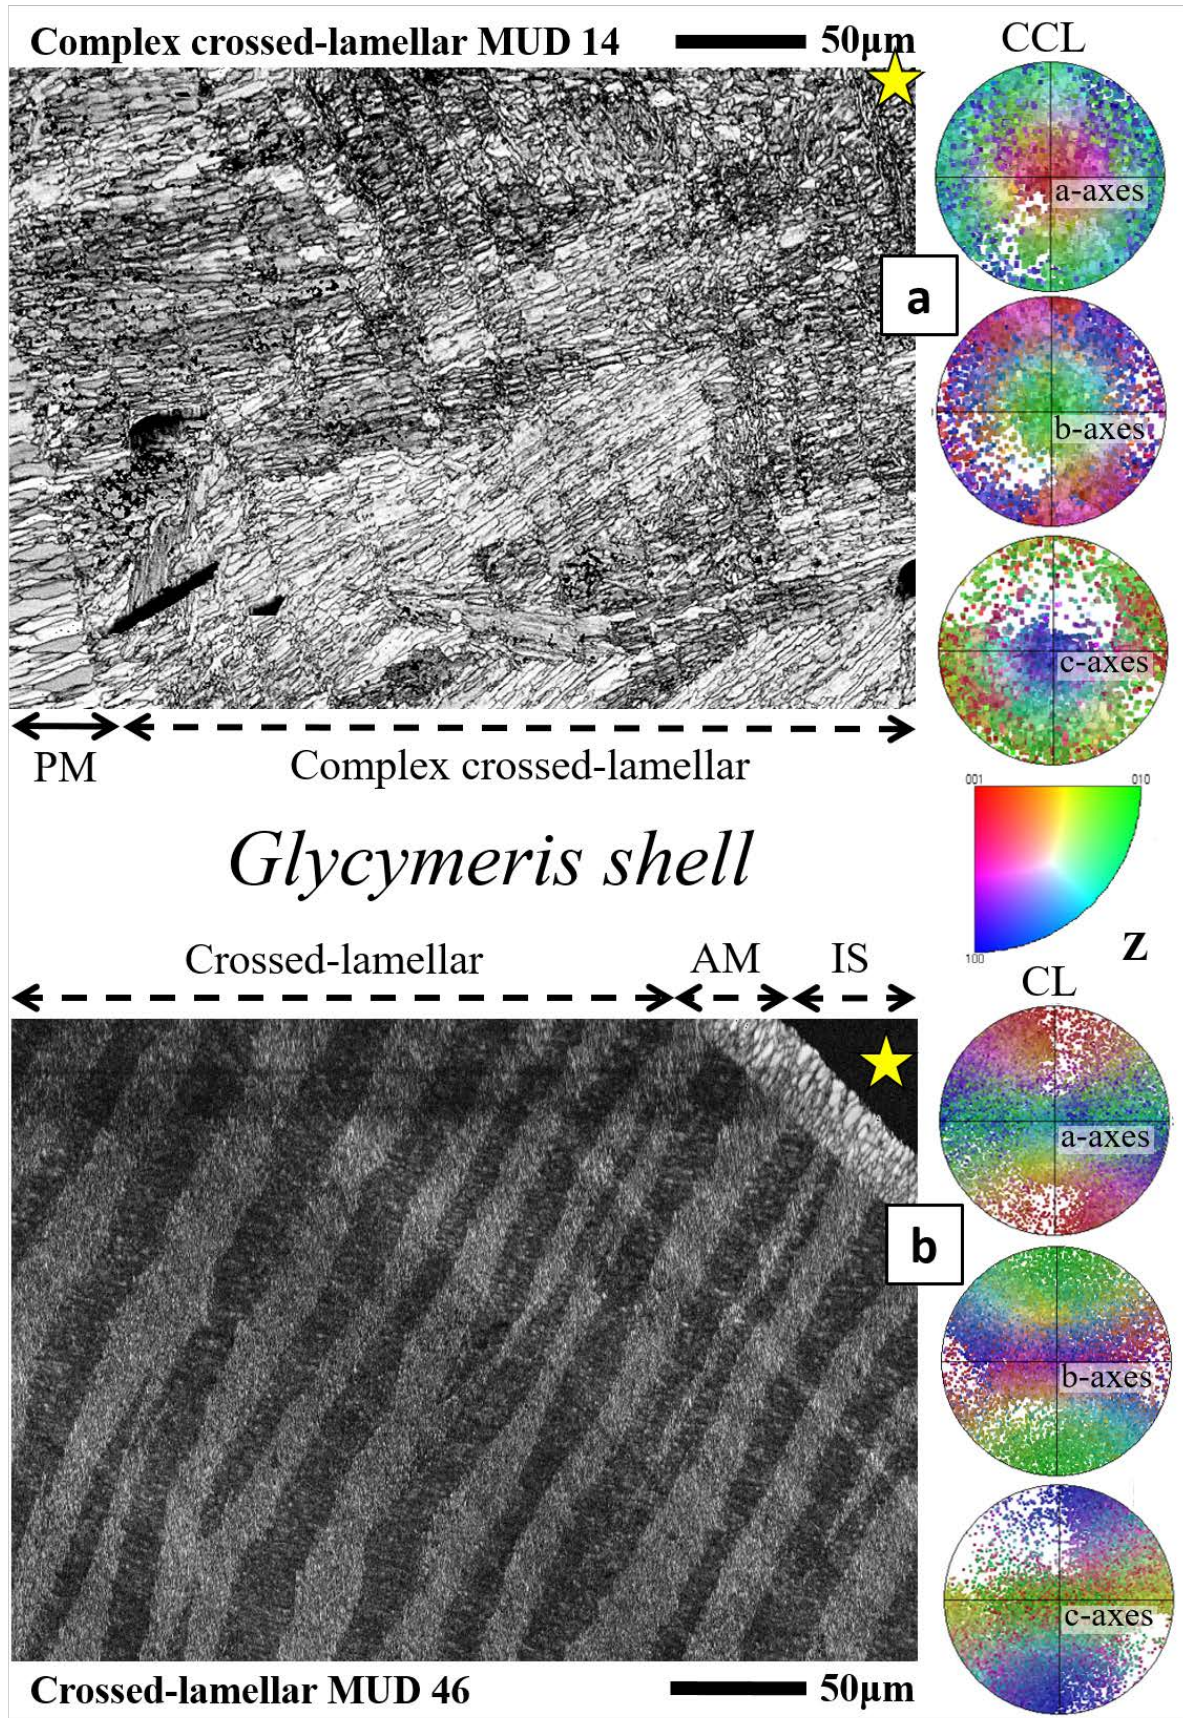 Complex crossed-lamellar MUD 14
50µm
CCL
a-axes
a
b-axes
c-axes
PM
Complex crossed-lamellar
001
010
Glycymeris shell
100
Z
Crossed-lamellar
AM
IS
CL
a-axes
b
b-axes
c-axes
Crossed-lamellar MUD 46
50µm